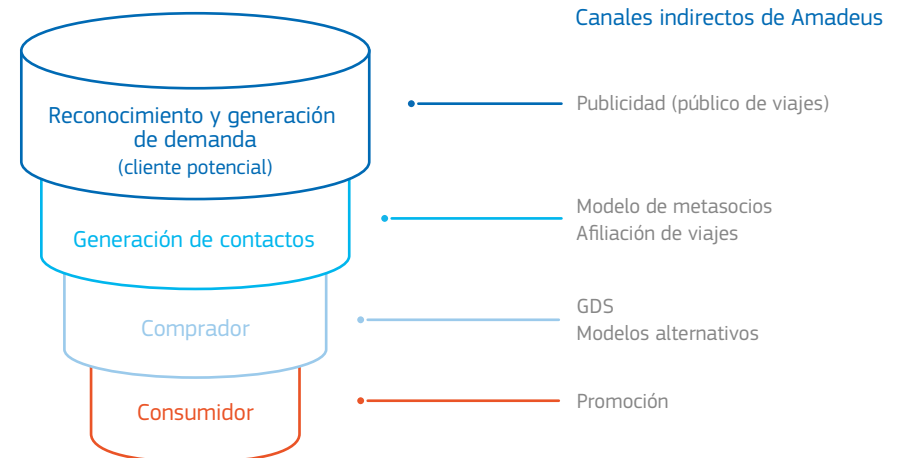 Canales indirectos de Amadeus
Reconocimiento y generación
de demanda
(cliente potencial)
Publicidad (público de viajes)
Generación de contactos
Modelo de metasocios
Afiliación de viajes
Comprador
GDS
Modelos alternativos
Consumidor
Promoción